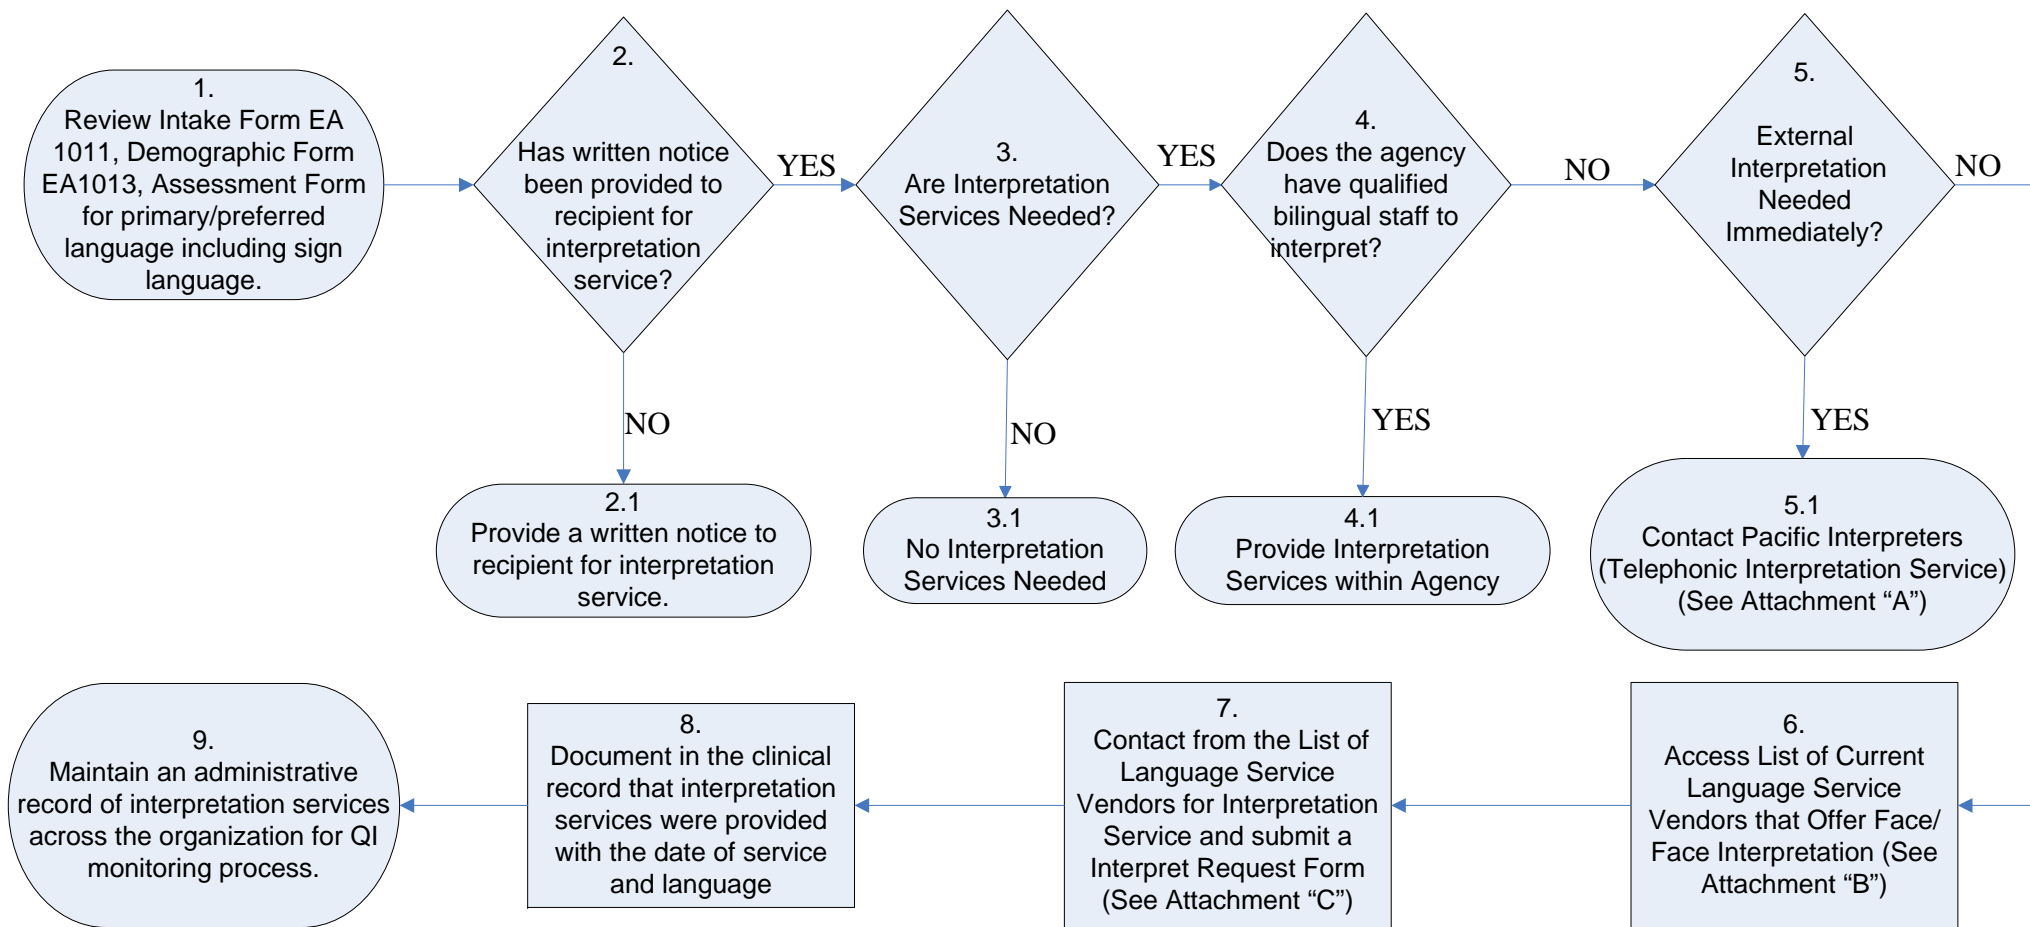 1.
Review Intake Form EA
1011, Demographic Form
EA1013, Assessment Form
for primary/preferred
language including sign
language.
2.
Has written notice
been provided to
recipient for
interpretation
service?
YES
3.
Are Interpretation
Services Needed?
YES
4.
Does the agency
have qualified
bilingual staff to
interpret?
NO
5.
External
Interpretation
Needed
Immediately?
NO
NO
NO
YES
YES
2.1
Provide a written notice to
recipient for interpretation
service.
3.1
No Interpretation
Services Needed
4.1
Provide Interpretation
Services within Agency
5.1
Contact Pacific Interpreters
(Telephonic Interpretation Service)
(See Attachment “A”)
9.
Maintain an administrative
record of interpretation services
across the organization for QI
monitoring process.
8.
Document in the clinical
record that interpretation
services were provided
with the date of service
and language
7.
Contact from the List of
Language Service
Vendors for Interpretation
Service and submit a
Interpret Request Form
(See Attachment “C”)
6.
Access List of Current
Language Service
Vendors that Offer Face/
Face Interpretation (See
Attachment “B”)